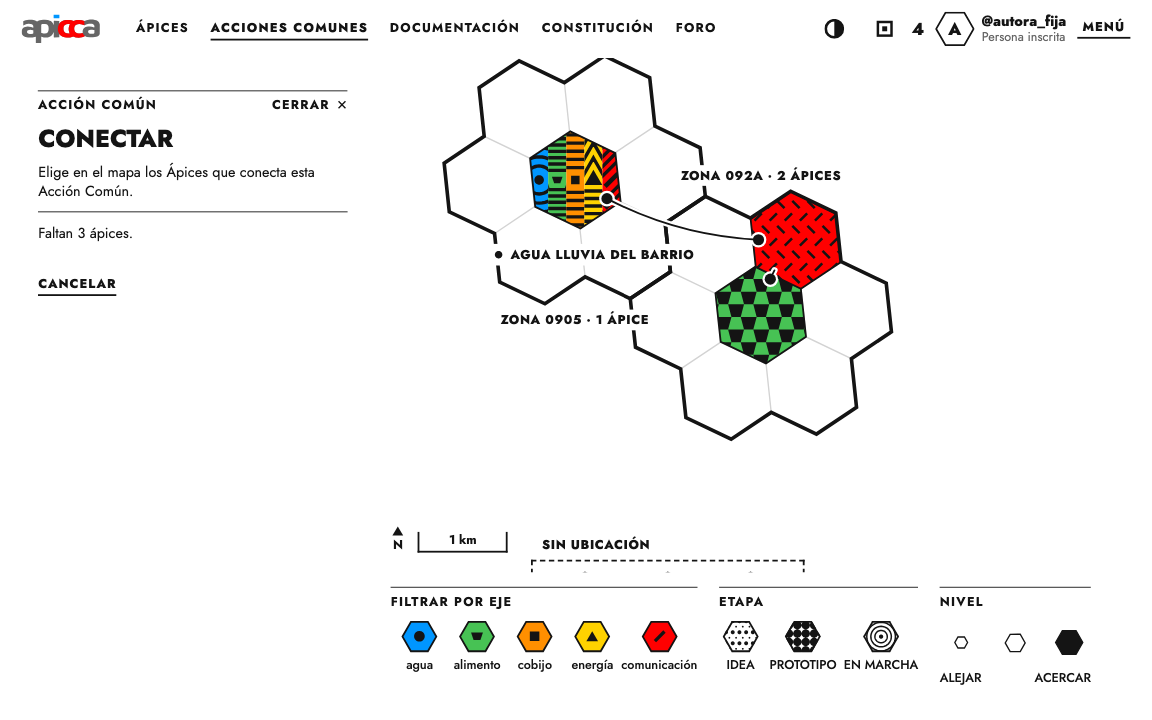 apicca
ÁPICES
ACCIONES COMUNES
DOCUMENTACIÓN
CONSTITUCIÓN
FORO
4
A
@autora_fija
Persona inscrita
MENÚ
ACCIÓN COMÚN
CERRAR ×
CONECTAR
Elige en el mapa los Ápices que conecta esta
Acción Común.
Faltan 3 ápices.
CANCELAR
ZONA 092A · 2 ÁPICES
AGUA LLUVIA DEL BARRIO
ZONA 0905 · 1 ÁPICE
N
1 km
SIN UBICACIÓN
FILTRAR POR EJE
agua
alimento
cobijo
energía
comunicación
ETAPA
IDEA
PROTOTIPO
EN MARCHA
NIVEL
ALEJAR
ACERCAR